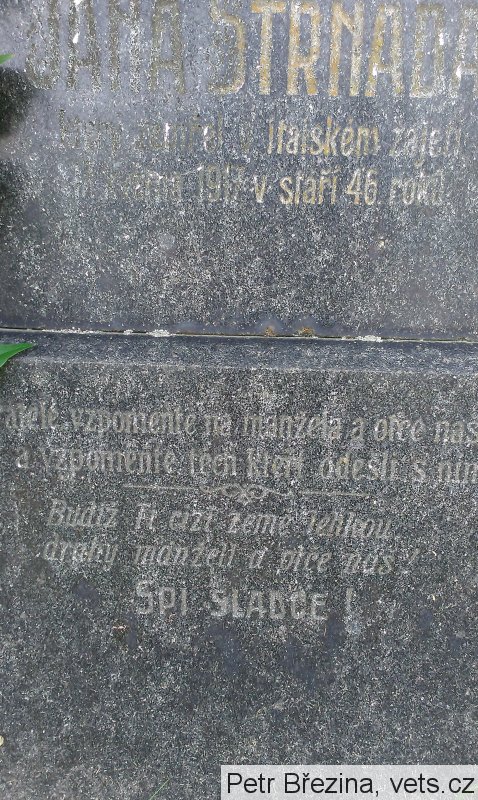 JANA STRNADA
zemřel v italském zajetí
1917 v stáří 46. roků.
vzpomeňte na manžela a otce naš
a vzpomeňte těch kteří odešli s ním
Budiž Ti cizí země lehkou
drahý manželi a otče náš!
SPI SLADCE!
Petr Březina, vets.cz